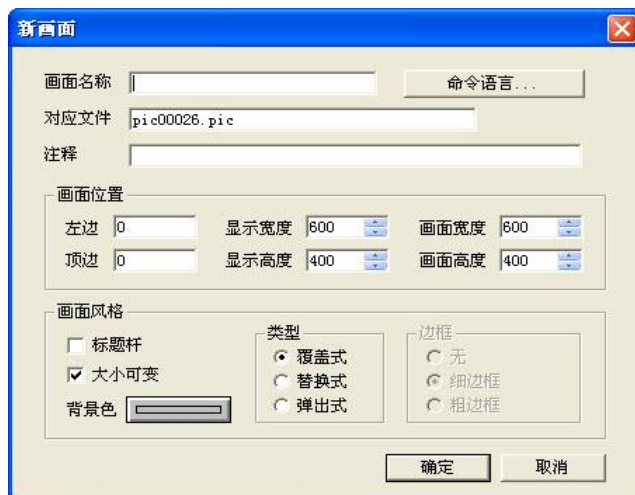 新画面
画面名称 命令语言...
对应文件 pic00026.pic
注释
画面位置
左边 0 显示宽度 600 画面宽度 600
顶边 0 显示高度 400 画面高度 400
画面风格
标题杆
大小可变
背景色
类型
覆盖式
替换式
弹出式
边框
无
细边框
粗边框
确定 取消